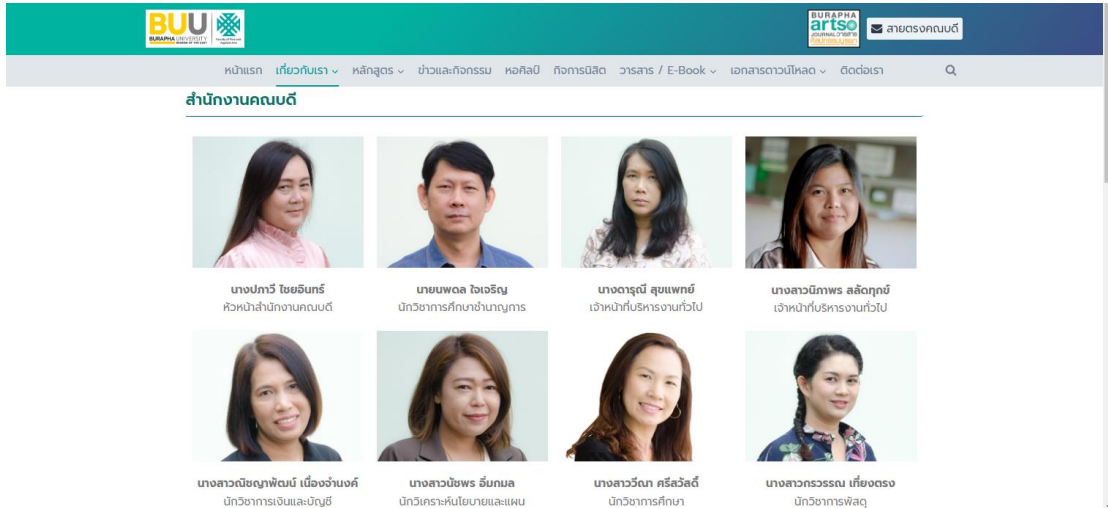 BUU
BURAPHA UNIVERSITY
BURAPHA
artso
สายตรงคณบดี
หน้าแรก เกี่ยวกับเรา หลักสูตร ข่าวและกิจกรรม หอศิลป์ กิจการนิสิต วารสาร / E-Book เอกสารดาวน์โหลด ติดต่อเรา
สำนักงานคณบดี
นางปภาวี ไชยอินทร์ นายนพดล ใจเจริญ นางดารุณี สุขแพทย์ นางสาวนิภาพร สลัดทุกข์
หัวหน้าสำนักงานคณบดี นักวิชาการศึกษาชำนาญการ เจ้าหน้าที่บริหารงานทั่วไป เจ้าหน้าที่บริหารงานทั่วไป
นางสาวณิชญาพัฒน์ เนื่องจำนงค์ นางสาวนัชพร อิ่มกมล นางสาววีณา ศรีสวัสดิ์ นางสาวกรวรรณ เที่ยงตรง
นักวิชาการเงินและบัญชี นักวิเคราะห์นโยบายและแผน นักวิชาการศึกษา นักวิชาการพัสดุ